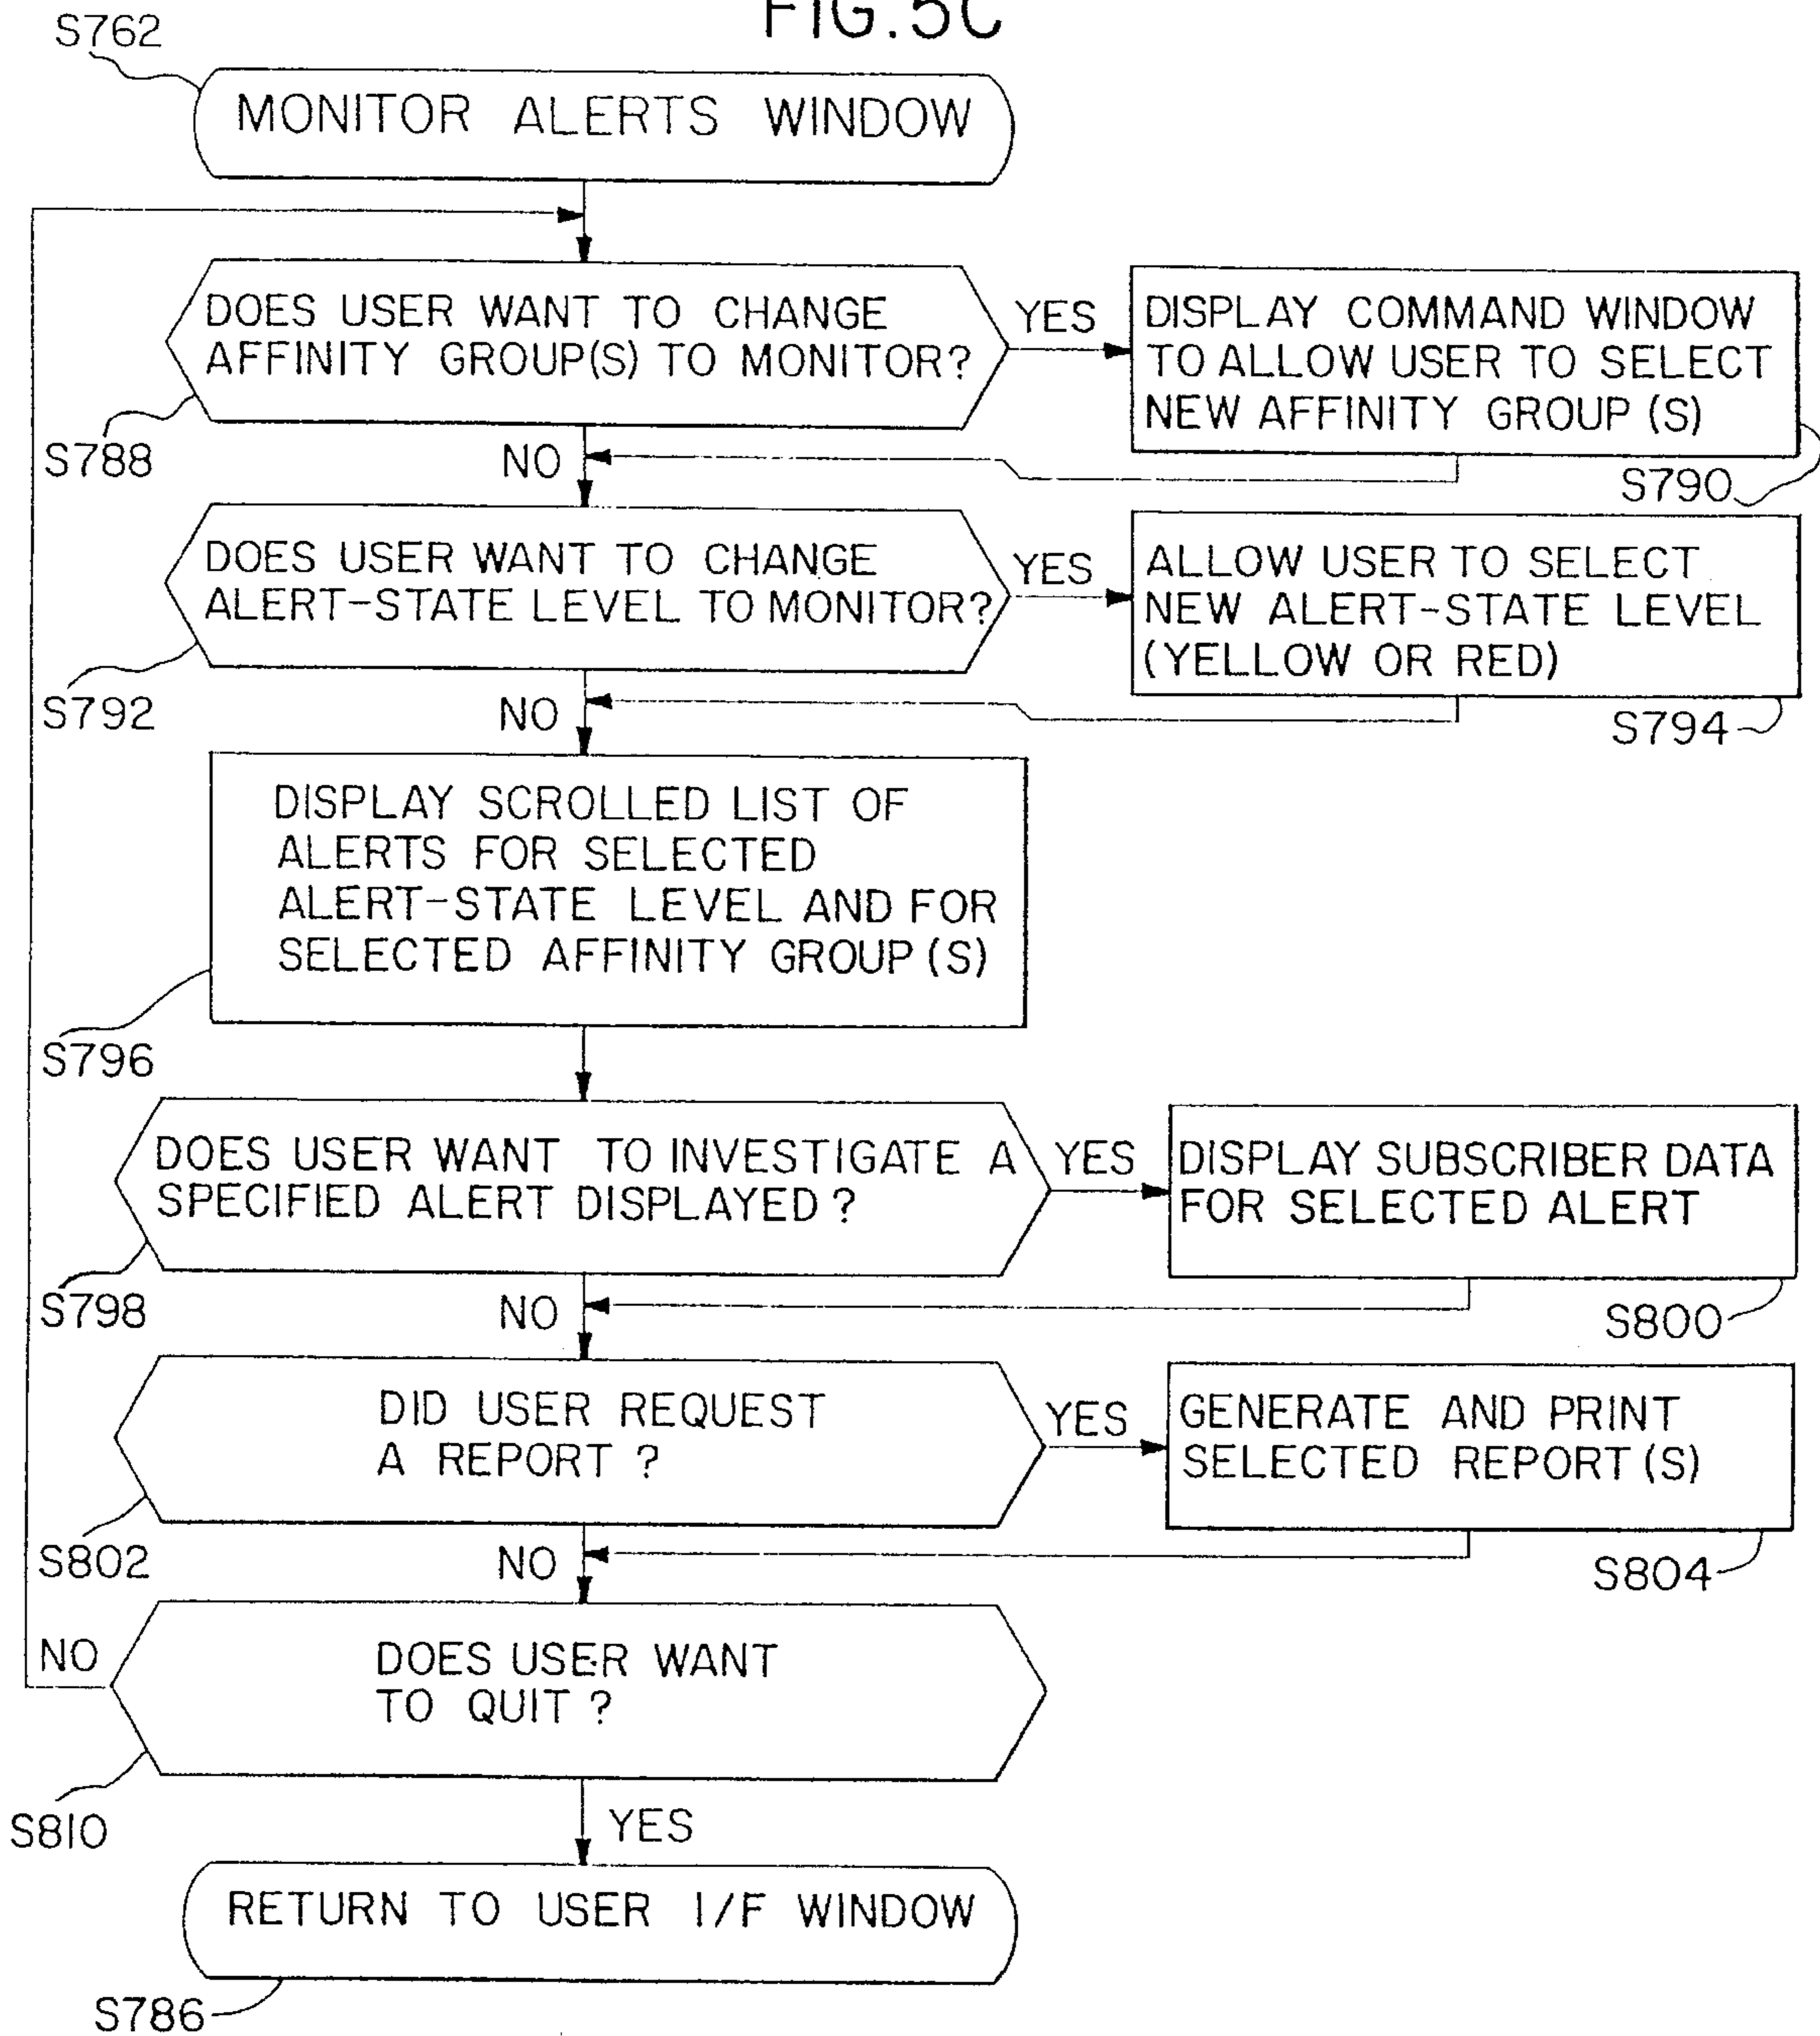 FIG.5C
S762
MONITOR ALERTS WINDOW
DOES USER WANT TO CHANGE
AFFINITY GROUP(S) TO MONITOR?
YES
DISPLAY COMMAND WINDOW
TO ALLOW USER TO SELECT
NEW AFFINITY GROUP (S)
S788
NO
S790
DOES USER WANT TO CHANGE
ALERT-STATE LEVEL TO MONITOR?
YES
ALLOW USER TO SELECT
NEW ALERT-STATE LEVEL
(YELLOW OR RED)
S792
NO
S794
DISPLAY SCROLLED LIST OF
ALERTS FOR SELECTED
ALERT-STATE LEVEL AND FOR
SELECTED AFFINITY GROUP (S)
S796
DOES USER WANT TO INVESTIGATE A
SPECIFIED ALERT DISPLAYED ?
YES
DISPLAY SUBSCRIBER DATA
FOR SELECTED ALERT
S798
NO
S800
DID USER REQUEST
A REPORT ?
YES
GENERATE AND PRINT
SELECTED REPORT (S)
S802
NO
S804
NO
DOES USER WANT
TO QUIT ?
S810
YES
RETURN TO USER I/F WINDOW
S786